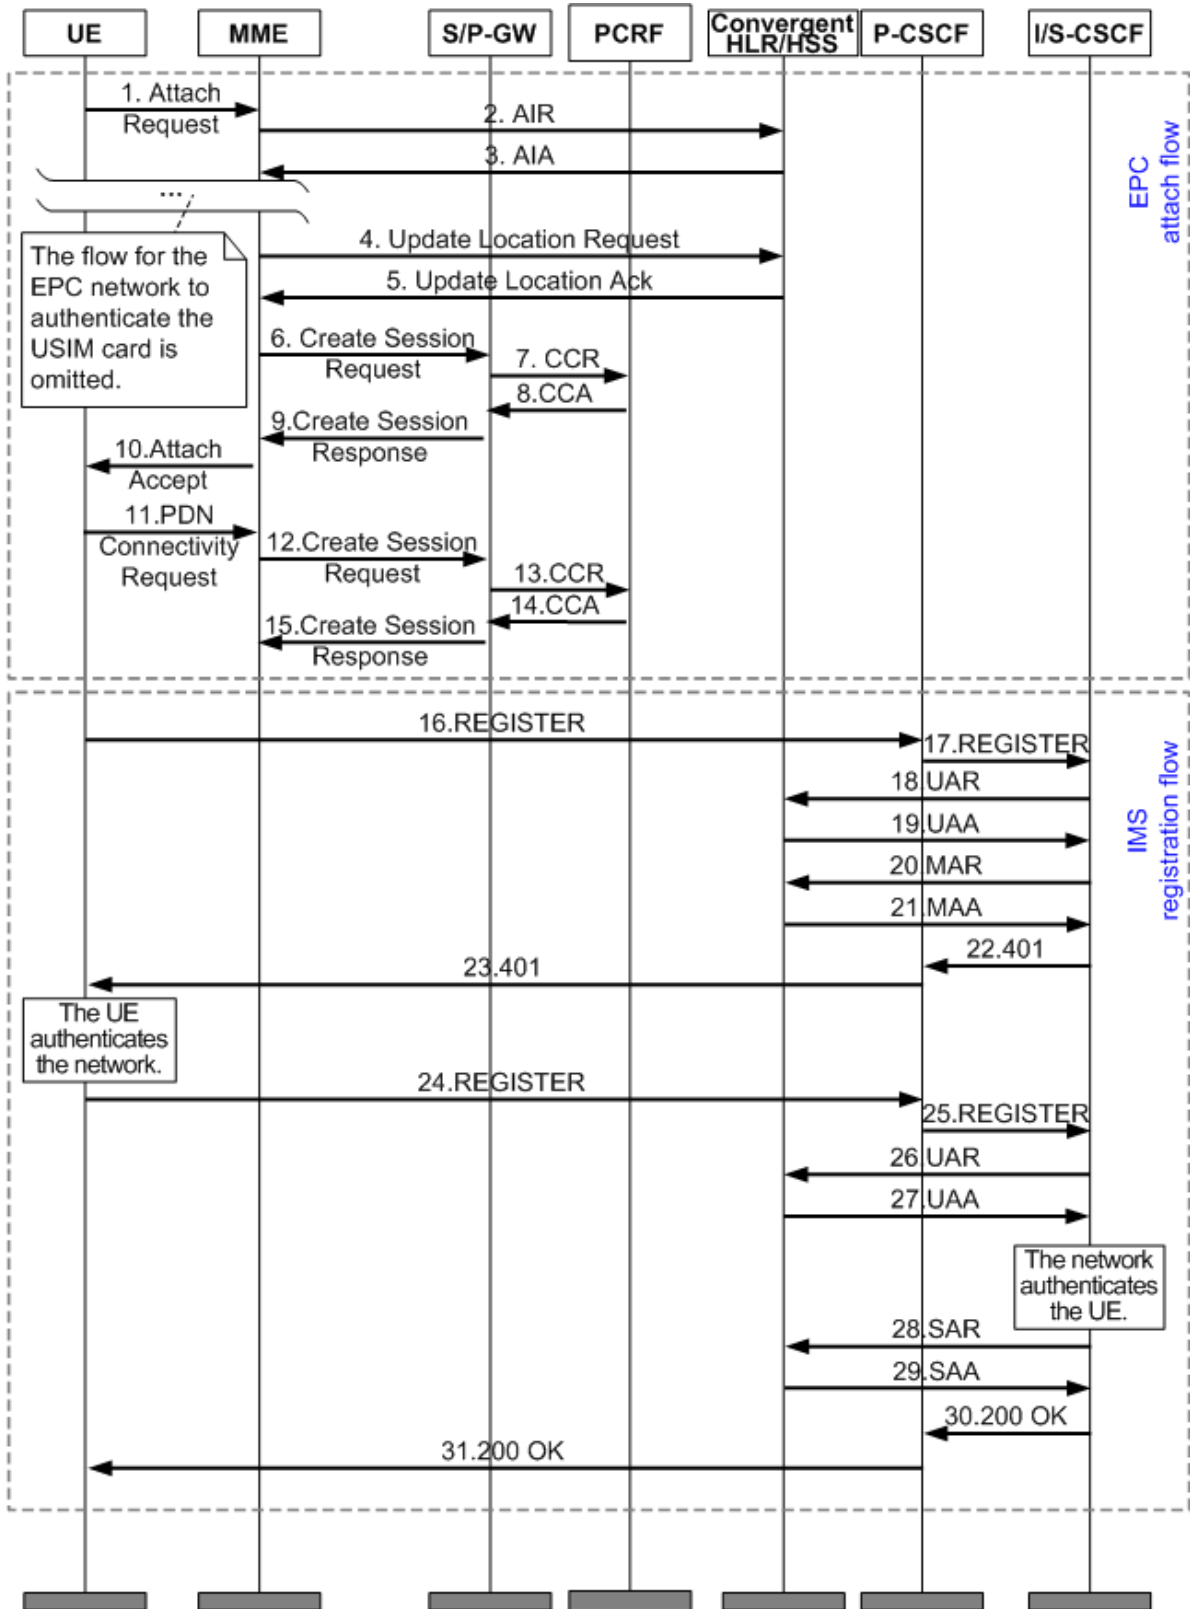 UE
MME
S/P-GW
PCRF
Convergent
HLR/HSS
P-CSCF
I/S-CSCF
EPC
attach flow
1. Attach
Request
2. AIR
3. AIA
...
The flow for the
EPC network to
authenticate the
USIM card is
omitted.
4. Update Location Request
5. Update Location Ack
6. Create Session
Request
7. CCR
8.CCA
9.Create Session
Response
10.Attach
Accept
11.PDN
Connectivity
Request
12.Create Session
Request
13.CCR
14.CCA
15.Create Session
Response
IMS
registration flow
16.REGISTER
17.REGISTER
18.UAR
19.UAA
20.MAR
21.MAA
22.401
23.401
The UE
authenticates
the network.
24.REGISTER
25.REGISTER
26.UAR
27.UAA
The network
authenticates
the UE.
28.SAR
29.SAA
30.200 OK
31.200 OK